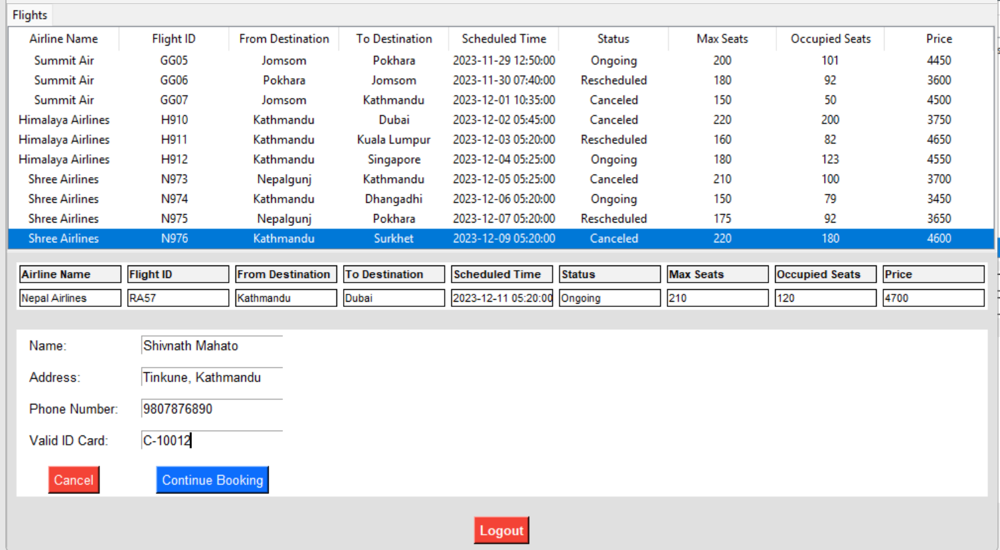 Flights
Airline Name Flight ID From Destination To Destination Scheduled Time Status Max Seats Occupied Seats Price
Summit Air GG05 Jomsom Pokhara 2023-11-29 12:50:00 Ongoing 200 101 4450
Summit Air GG06 Pokhara Jomsom 2023-11-30 07:40:00 Rescheduled 180 92 3600
Summit Air GG07 Jomsom Kathmandu 2023-12-01 10:35:00 Canceled 150 50 4500
Himalaya Airlines H910 Kathmandu Dubai 2023-12-02 05:45:00 Canceled 220 200 3750
Himalaya Airlines H911 Kathmandu Kuala Lumpur 2023-12-03 05:20:00 Rescheduled 160 82 4650
Himalaya Airlines H912 Kathmandu Singapore 2023-12-04 05:25:00 Ongoing 180 123 4550
Shree Airlines N973 Nepalgunj Kathmandu 2023-12-05 05:25:00 Canceled 210 100 3700
Shree Airlines N974 Kathmandu Dhangadhi 2023-12-06 05:20:00 Ongoing 150 79 3450
Shree Airlines N975 Nepalgunj Pokhara 2023-12-07 05:20:00 Rescheduled 175 92 3650
Shree Airlines N976 Kathmandu Surkhet 2023-12-09 05:20:00 Canceled 220 180 4600
Airline Name Flight ID From Destination To Destination Scheduled Time Status Max Seats Occupied Seats Price
Nepal Airlines RA57 Kathmandu Dubai 2023-12-11 05:20:00 Ongoing 210 120 4700
Name: Shivnath Mahato
Address: Tinkune, Kathmandu
Phone Number: 9807876890
Valid ID Card: C-10012
Cancel Continue Booking
Logout